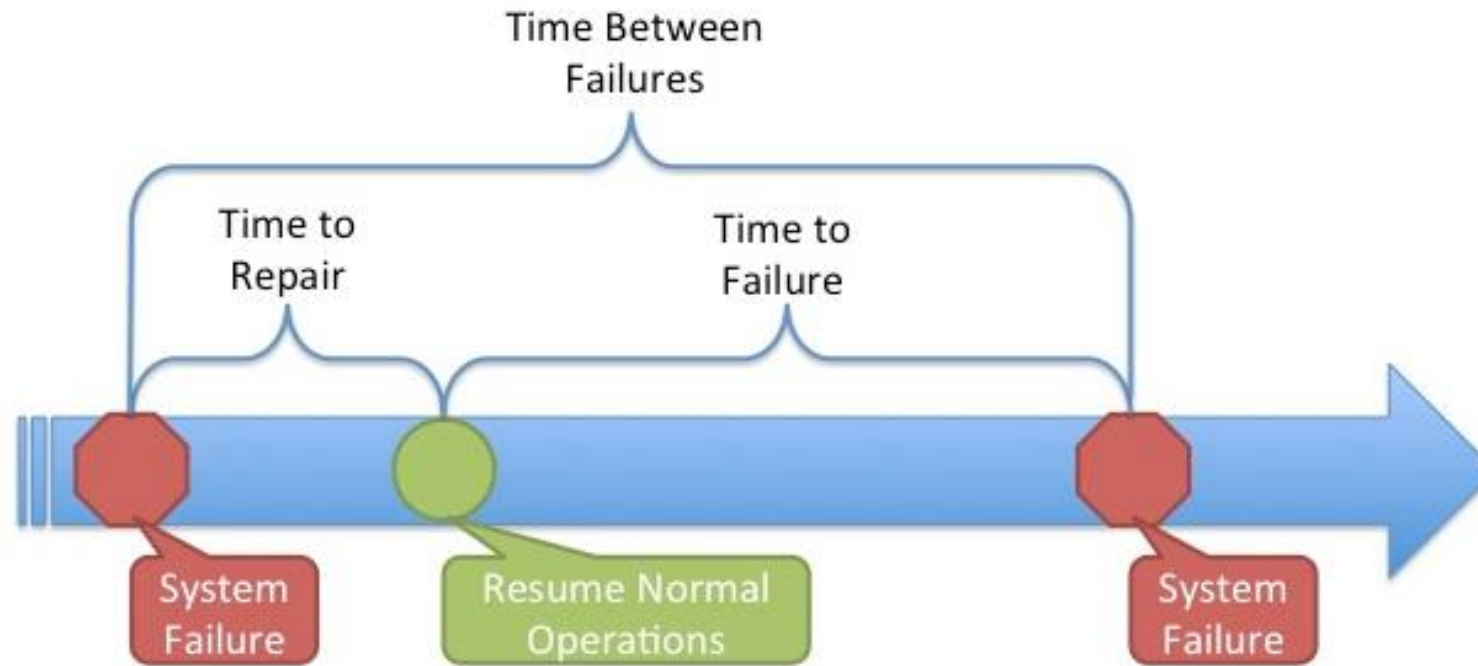 Time Between
Failures
Time to
Repair
Time to
Failure
System
Failure
Resume Normal
Operations
System
Failure